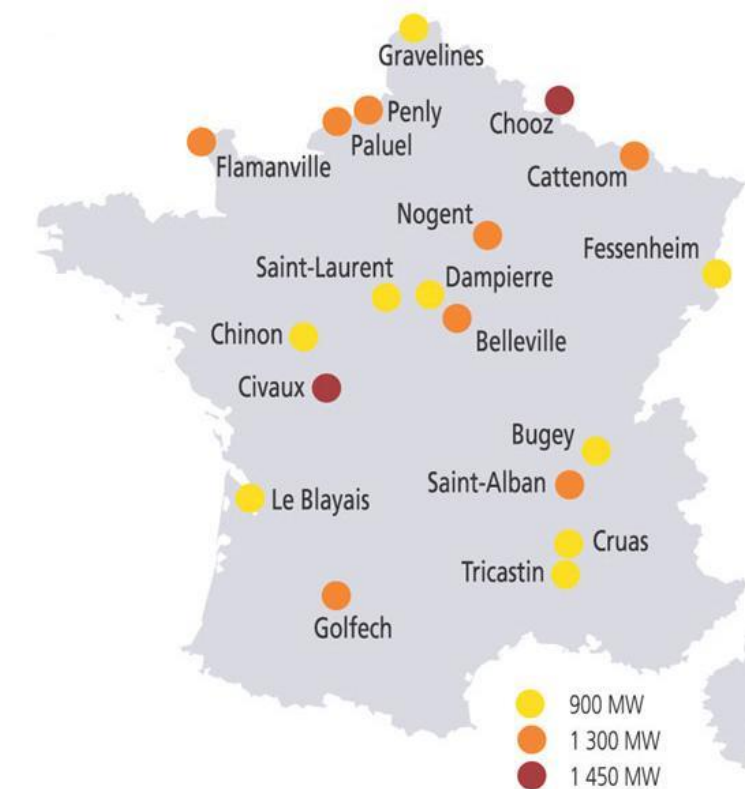 Gravelines
Penly
Chooz
Paluel
Flamanville
Cattenom
Nogent
Fessenheim
Saint-Laurent
Dampierre
Chinon
Belleville
Civaux
Bugey
Saint-Alban
Le Blayais
Cruas
Tricastin
Golfech
900 MW
1 300 MW
1 450 MW